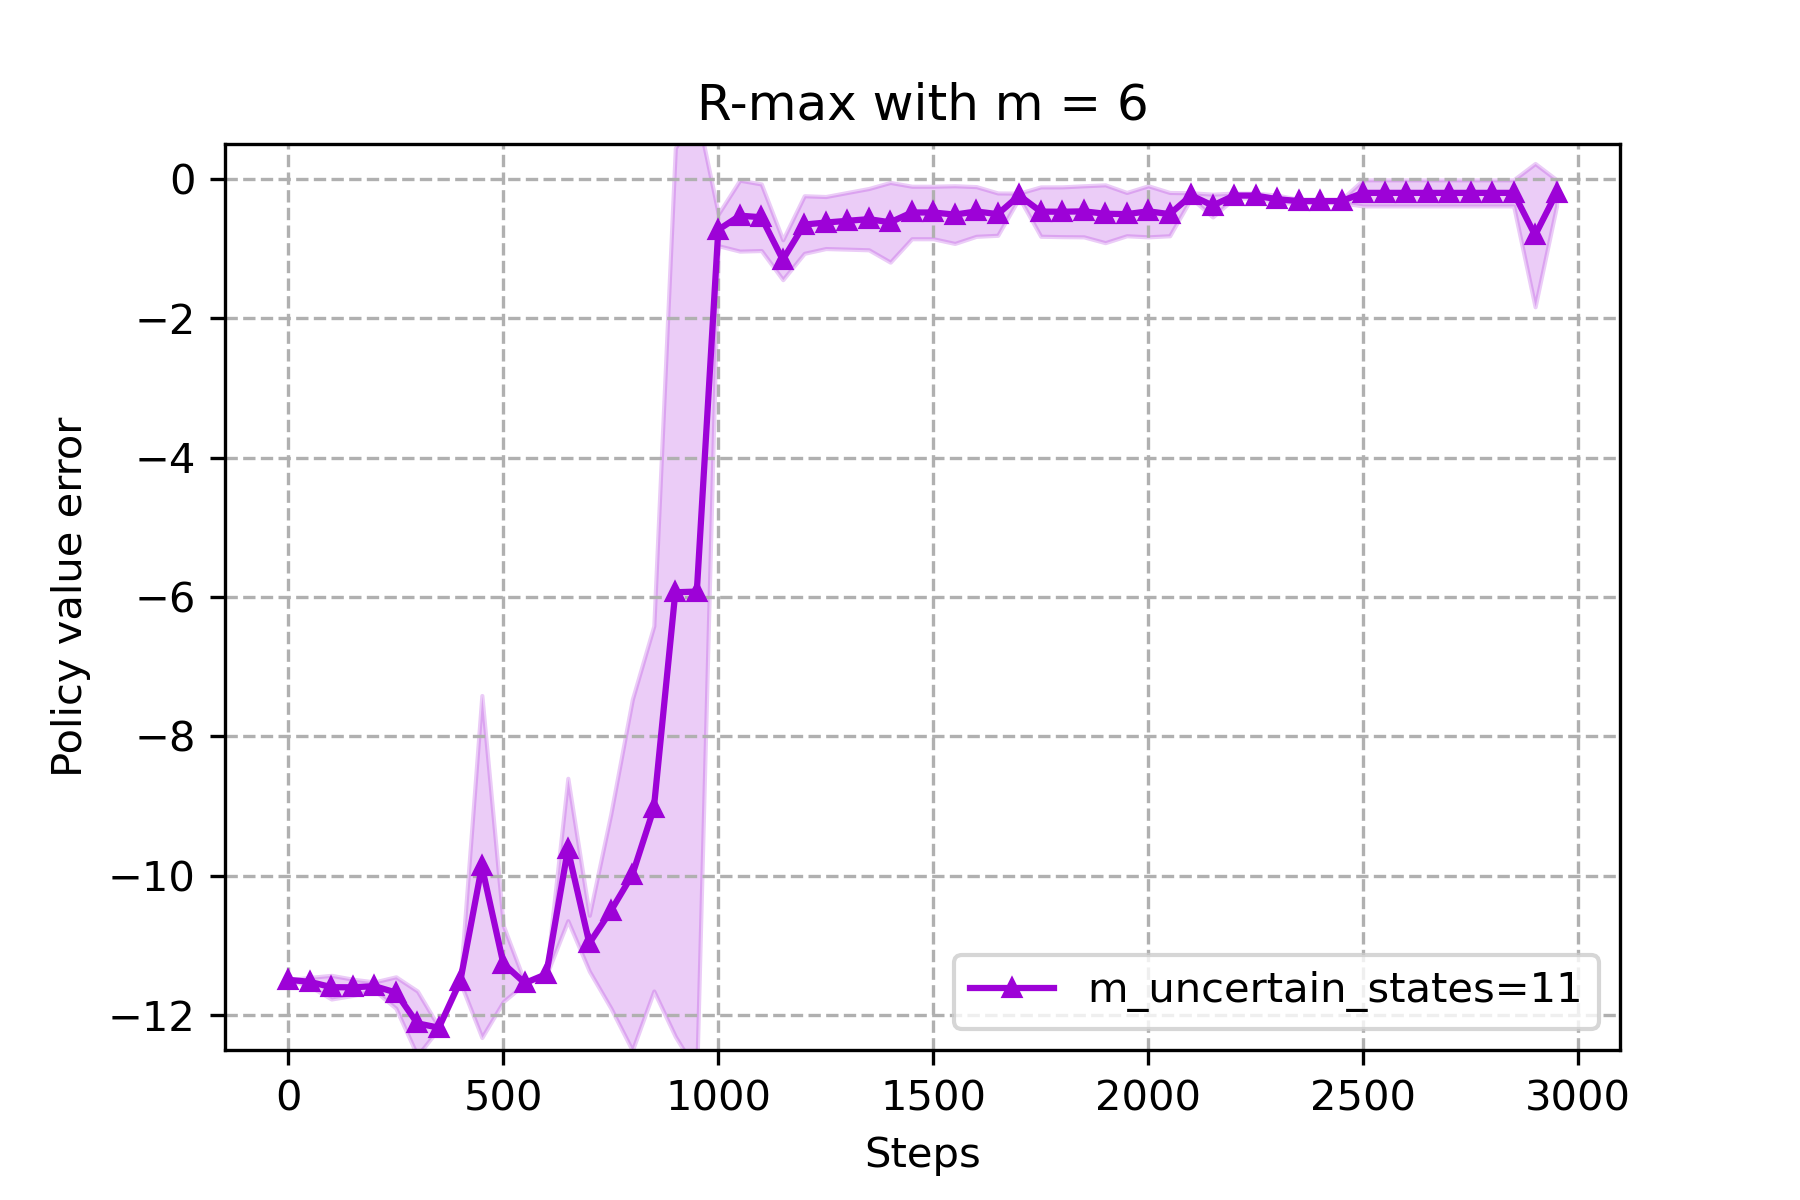 R-max with m = 6
Policy value error
0
−2
−4
−6
−8
−10
−12
0 500 1000 1500 2000 2500 3000
Steps
m_uncertain_states=11